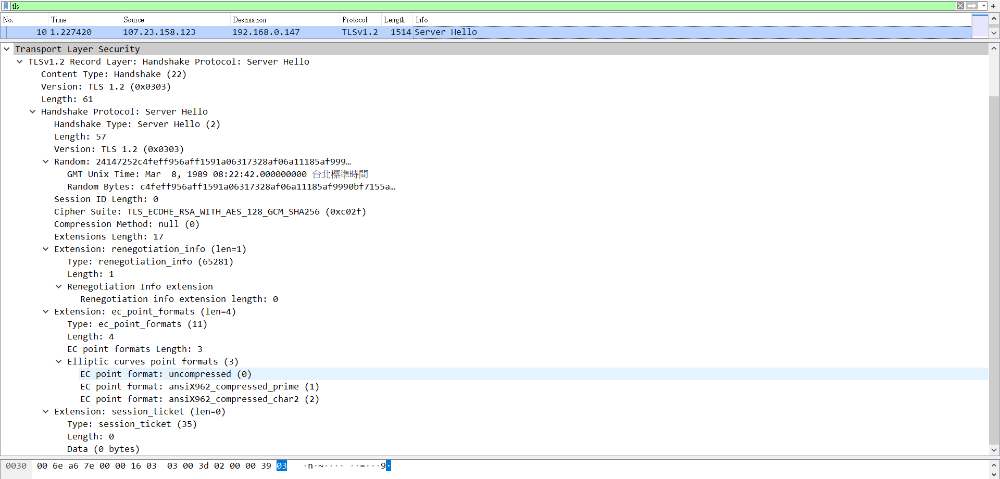 tls
No. Time Source Destination Protocol Length Info
10 1.227420 107.23.158.123 192.168.0.147 TLSv1.2 1514 Server Hello
Transport Layer Security
TLSv1.2 Record Layer: Handshake Protocol: Server Hello
Content Type: Handshake (22)
Version: TLS 1.2 (0x0303)
Length: 61
Handshake Protocol: Server Hello
Handshake Type: Server Hello (2)
Length: 57
Version: TLS 1.2 (0x0303)
Random: 24147252c4feff956aff1591a06317328af06a11185af999…
GMT Unix Time: Mar  8, 1989 08:22:42.000000000 台北標準時間
Random Bytes: c4feff956aff1591a06317328af06a11185af9990bf7155a…
Session ID Length: 0
Cipher Suite: TLS_ECDHE_RSA_WITH_AES_128_GCM_SHA256 (0xc02f)
Compression Method: null (0)
Extensions Length: 17
Extension: renegotiation_info (len=1)
Type: renegotiation_info (65281)
Length: 1
Renegotiation Info extension
Renegotiation info extension length: 0
Extension: ec_point_formats (len=4)
Type: ec_point_formats (11)
Length: 4
EC point formats Length: 3
Elliptic curves point formats (3)
EC point format: uncompressed (0)
EC point format: ansiX962_compressed_prime (1)
EC point format: ansiX962_compressed_char2 (2)
Extension: session_ticket (len=0)
Type: session_ticket (35)
Length: 0
Data (0 bytes)
0030 00 6e a6 7e 00 00 16 03 03 00 3d 02 00 00 39 03 ·n·~···· ··=···9·